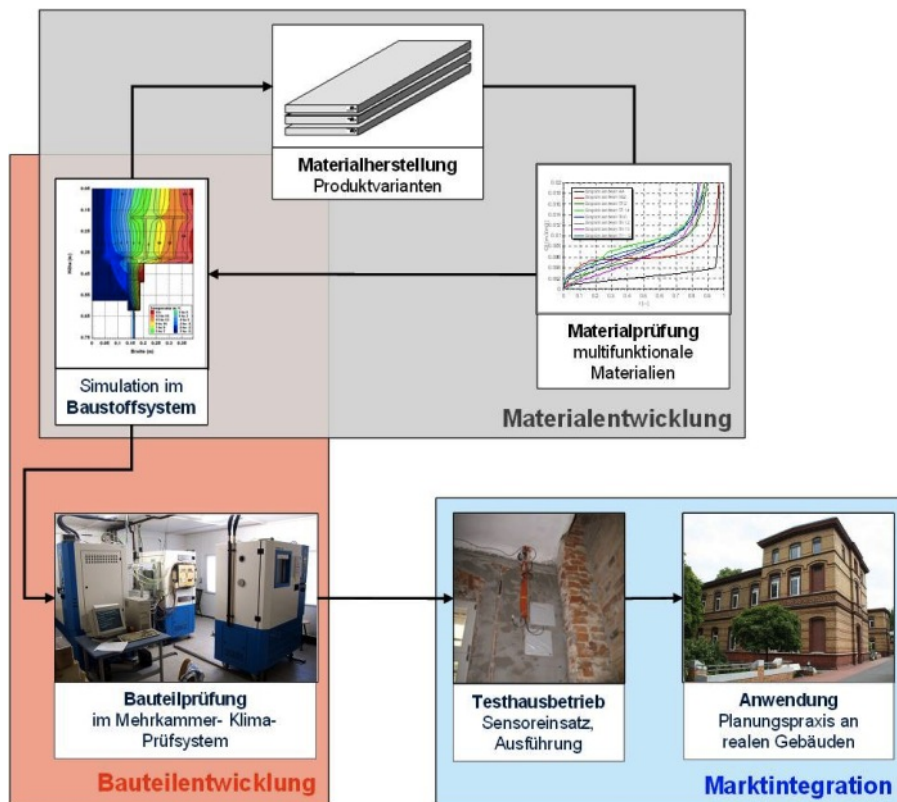 Materialherstellung
Produktvarianten
Materialprüfung
multifunktionale
Materialien
Simulation im
Baustoffsystem
Materialentwicklung
Bauteilprüfung
im Mehrkammer- Klima-
Prüfsystem
Bauteilentwicklung
Testhausbetrieb
Sensoreinsatz,
Ausführung
Anwendung
Planungspraxis an
realen Gebäuden
Marktintegration